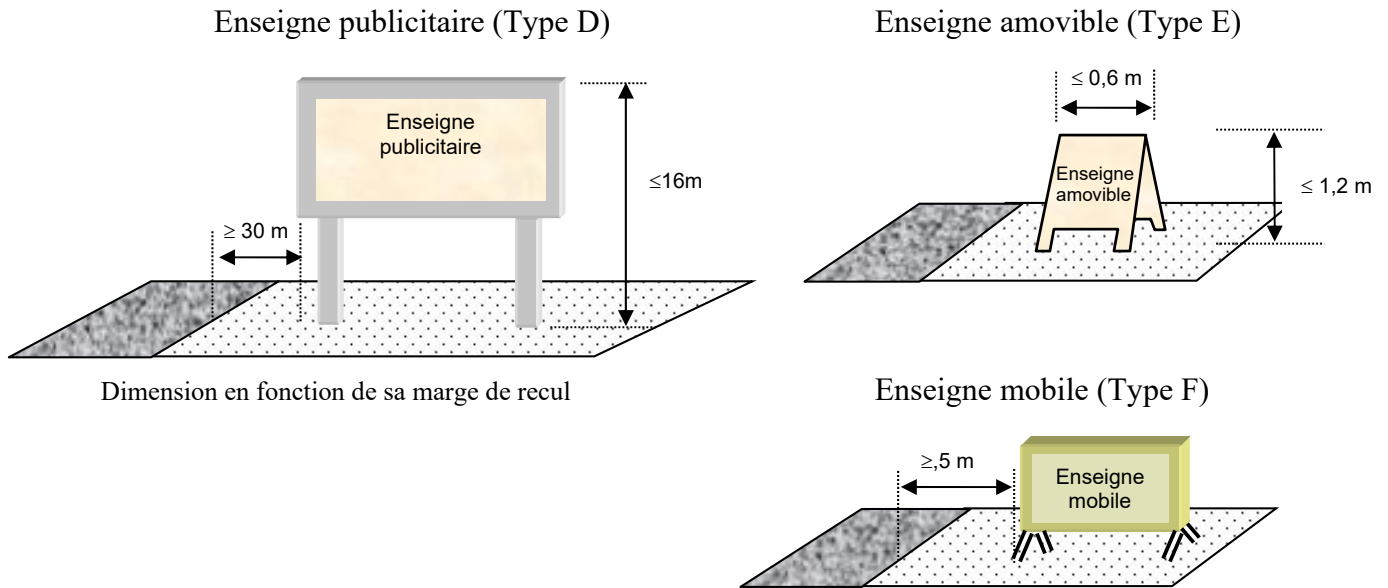 Enseigne publicitaire (Type D)
Enseigne
publicitaire
≤16m
≥ 30 m
Dimension en fonction de sa marge de recul
Enseigne amovible (Type E)
≤ 0,6 m
Enseigne
amovible
≤ 1,2 m
Enseigne mobile (Type F)
≥,5 m
Enseigne
mobile